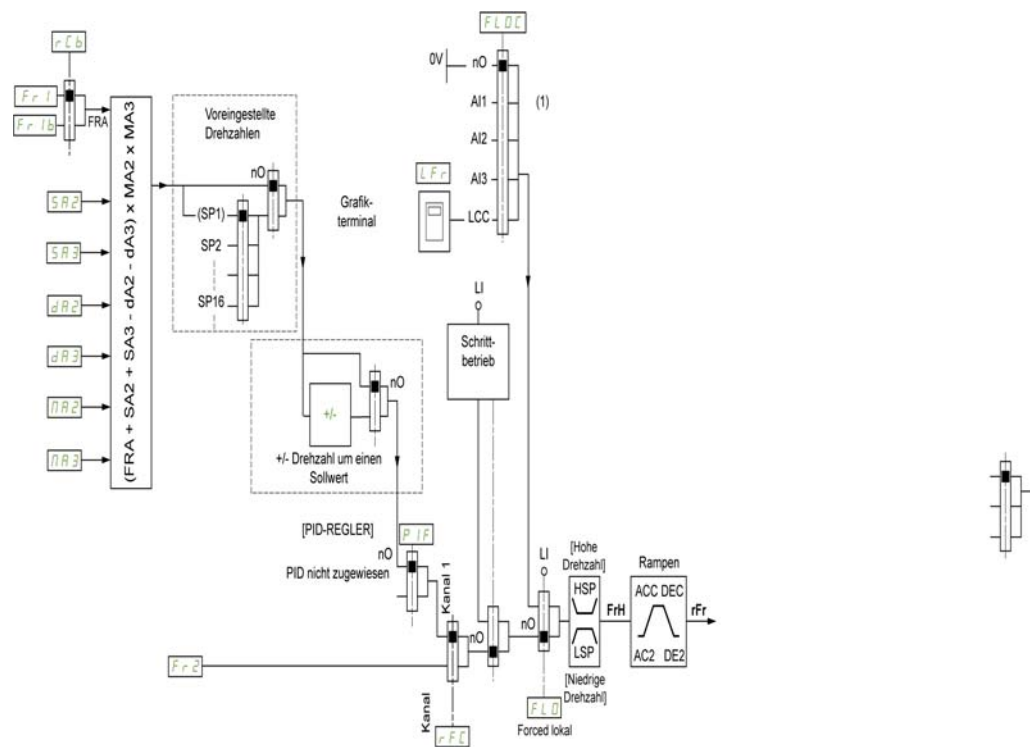 FLOC
rCb
0V
nO
Fr1
AI1
(1)
FRA
Voreingestellte
Drehzahlen
Fr1b
AI2
(FRA + SA2 + SA3 - dA2 - dA3) x MA2 x MA3
nO
LFr
AI3
SA2
Grafik-
terminal
(SP1)
LCC
SP2
SA3
LI
SP16
dA2
Schritt-
betrieb
dA3
nO
+/-
nA2
+/- Drehzahl um einen
Sollwert
nA3
[PID-REGLER]
PIF
nO
PID nicht zugewiesen
LI
[Hohe
Drehzahl]
Rampen
Kanal 1
HSP
ACC DEC
FrH
rFr
nO
nO
LSP
AC2 DE2
Fr2
[Niedrige
Drehzahl]
Kanal
FLO
Forced lokal
rFC